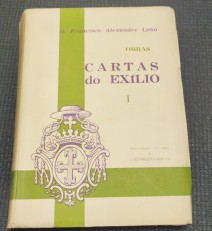 D. Francisco Alexandre Lobo
OBRAS
CARTAS
do EXÍLIO
I